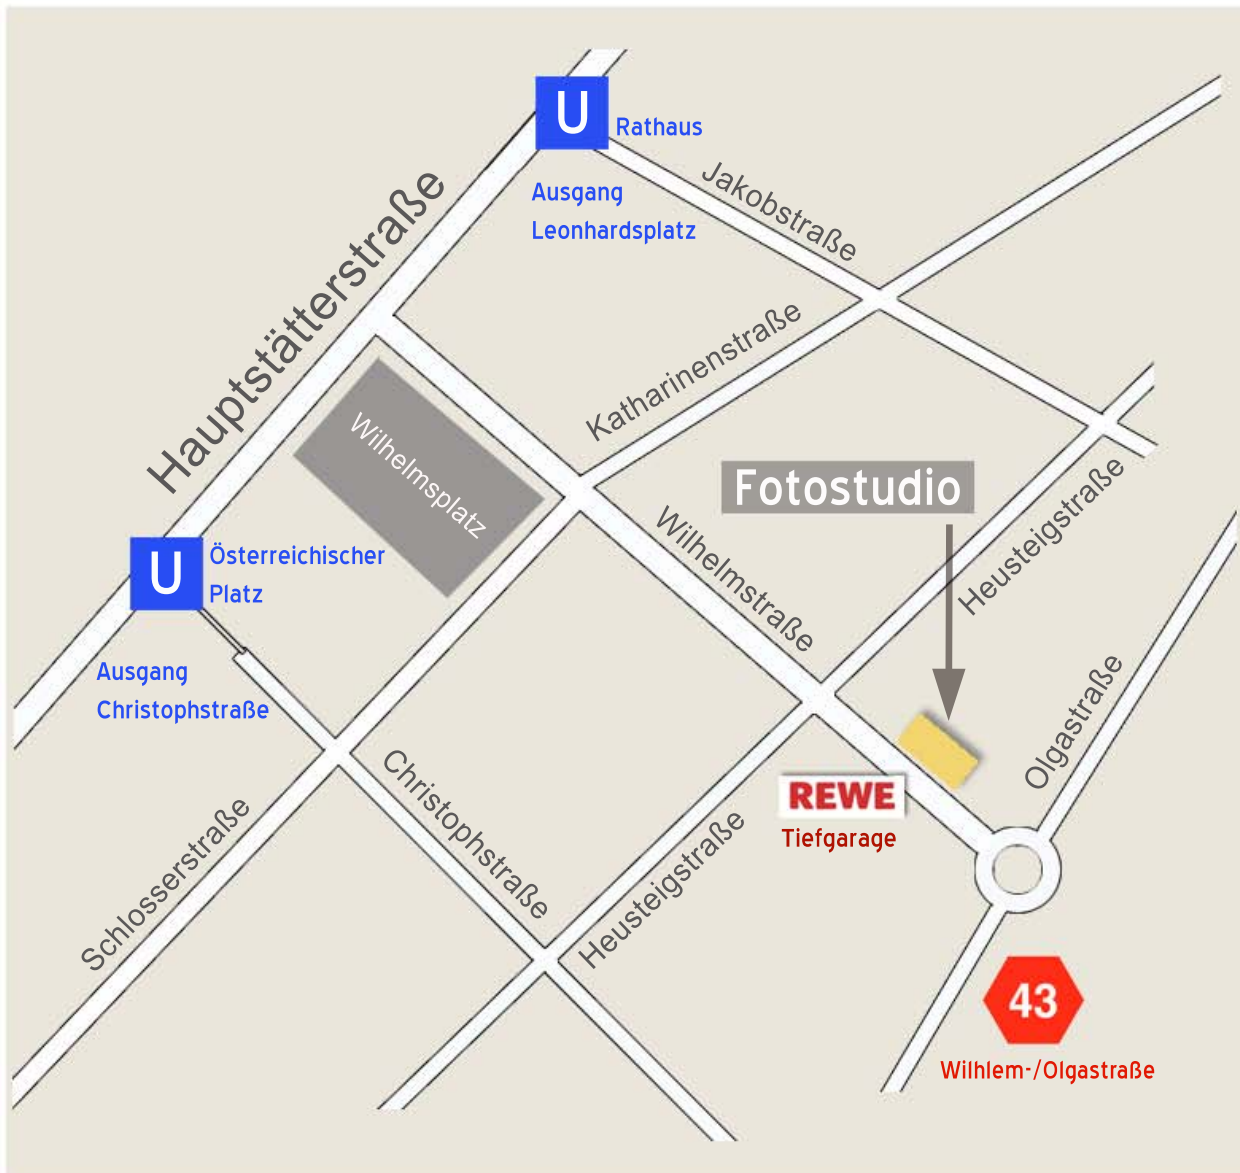 U
Rathaus
Ausgang
Leonhardsplatz
Jakobstraße
Hauptstätterstraße
Katharinenstraße
Wilhelmsplatz
Fotostudio
Wilhelmstraße
Heusteigstraße
U
Österreichischer
Platz
Ausgang
Christophstraße
Olgastraße
Christophstraße
REWE
Tiefgarage
Schlosserstraße
Heusteigstraße
43
Wilhlem-/Olgastraße